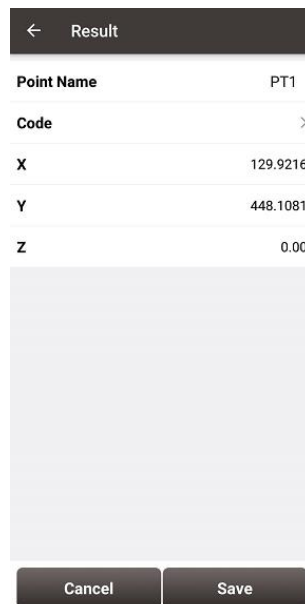 Result
Point Name PT1
Code
X 129.9216
Y 448.1081
Z 0.00
Cancel Save